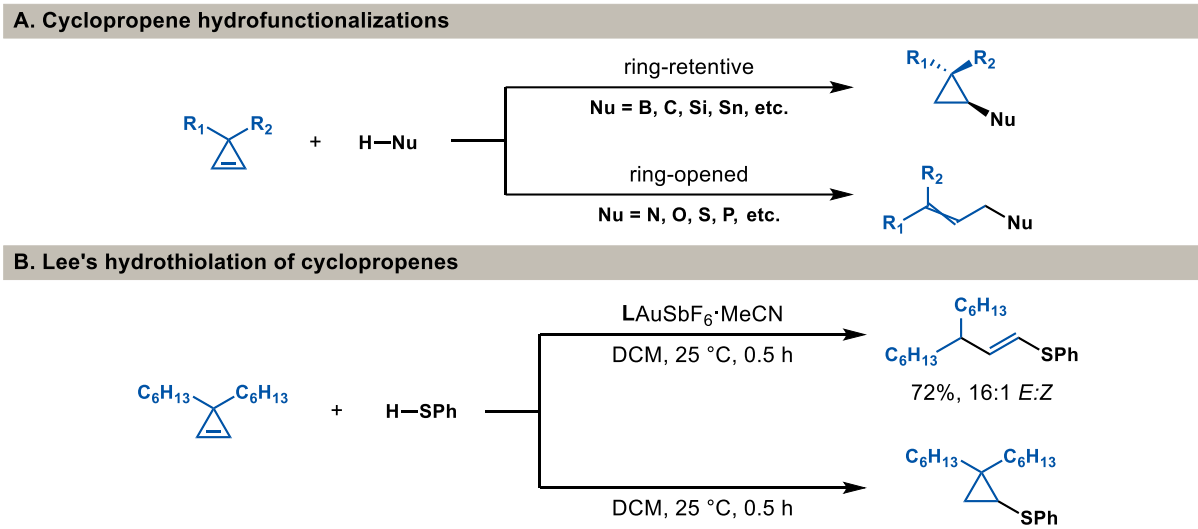 A. Cyclopropene hydrofunctionalizations
R₁ R₂
+
H–Nu
ring-retentive
Nu = B, C, Si, Sn, etc.
R₁ R₂
Nu
ring-opened
Nu = N, O, S, P, etc.
R₂
R₁
Nu
B. Lee's hydrothiolation of cyclopropenes
C₆H₁₃ C₆H₁₃
+
H–SPh
LAuSbF₆·MeCN
DCM, 25 °C, 0.5 h
C₆H₁₃
C₆H₁₃
SPh
72%, 16:1 E:Z
DCM, 25 °C, 0.5 h
C₆H₁₃ C₆H₁₃
SPh